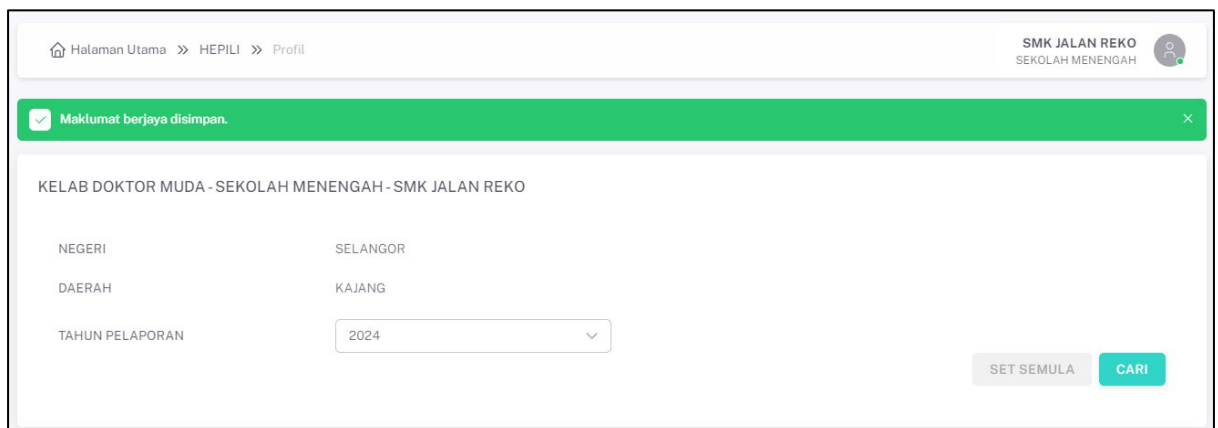 Halaman Utama » HEPILI » Profil
SMK JALAN REKO
SEKOLAH MENENGAH
Maklumat berjaya disimpan.
KELAB DOKTOR MUDA - SEKOLAH MENENGAH - SMK JALAN REKO
NEGERI SELANGOR
DAERAH KAJANG
TAHUN PELAPORAN 2024
SET SEMULA CARI